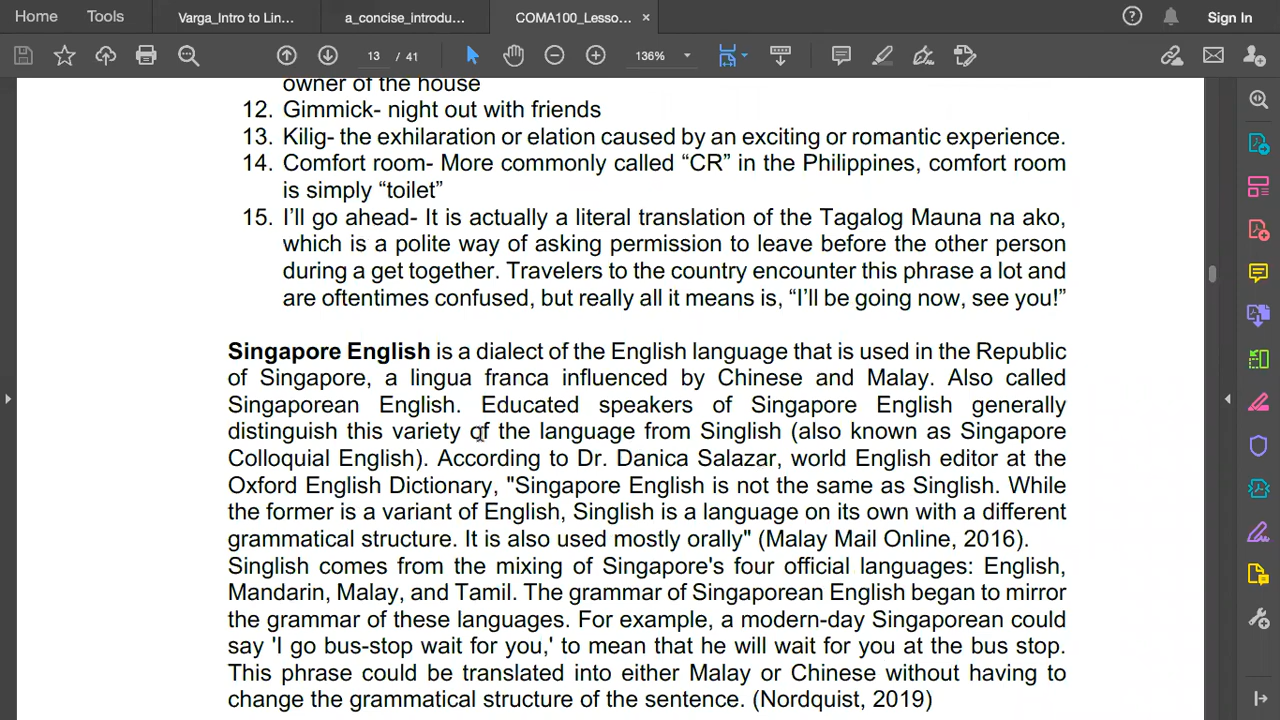 Home Tools Varga_Intro to Lin... a_concise_introdu... COMA100_Lesso... × ? Sign In
13 / 41 136%
owner of the house
12. Gimmick- night out with friends
13. Kilig- the exhilaration or elation caused by an exciting or romantic experience.
14. Comfort room- More commonly called “CR” in the Philippines, comfort room
is simply “toilet”
15. I’ll go ahead- It is actually a literal translation of the Tagalog Mauna na ako,
which is a polite way of asking permission to leave before the other person
during a get together. Travelers to the country encounter this phrase a lot and
are oftentimes confused, but really all it means is, “I’ll be going now, see you!”
Singapore English is a dialect of the English language that is used in the Republic
of Singapore, a lingua franca influenced by Chinese and Malay. Also called
Singaporean English. Educated speakers of Singapore English generally
distinguish this variety of the language from Singlish (also known as Singapore
Colloquial English). According to Dr. Danica Salazar, world English editor at the
Oxford English Dictionary, "Singapore English is not the same as Singlish. While
the former is a variant of English, Singlish is a language on its own with a different
grammatical structure. It is also used mostly orally" (Malay Mail Online, 2016).
Singlish comes from the mixing of Singapore's four official languages: English,
Mandarin, Malay, and Tamil. The grammar of Singaporean English began to mirror
the grammar of these languages. For example, a modern-day Singaporean could
say 'I go bus-stop wait for you,' to mean that he will wait for you at the bus stop.
This phrase could be translated into either Malay or Chinese without having to
change the grammatical structure of the sentence. (Nordquist, 2019)